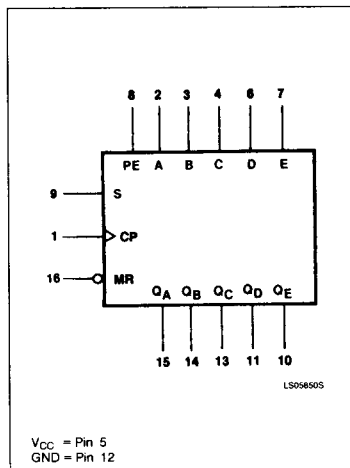 8 2 3 4 6 7
PE A B C D E
9 S
1 CP
16 MR
QA QB QC QD QE
15 14 13 11 10
LS05850S
VCC = Pin 5
GND = Pin 12